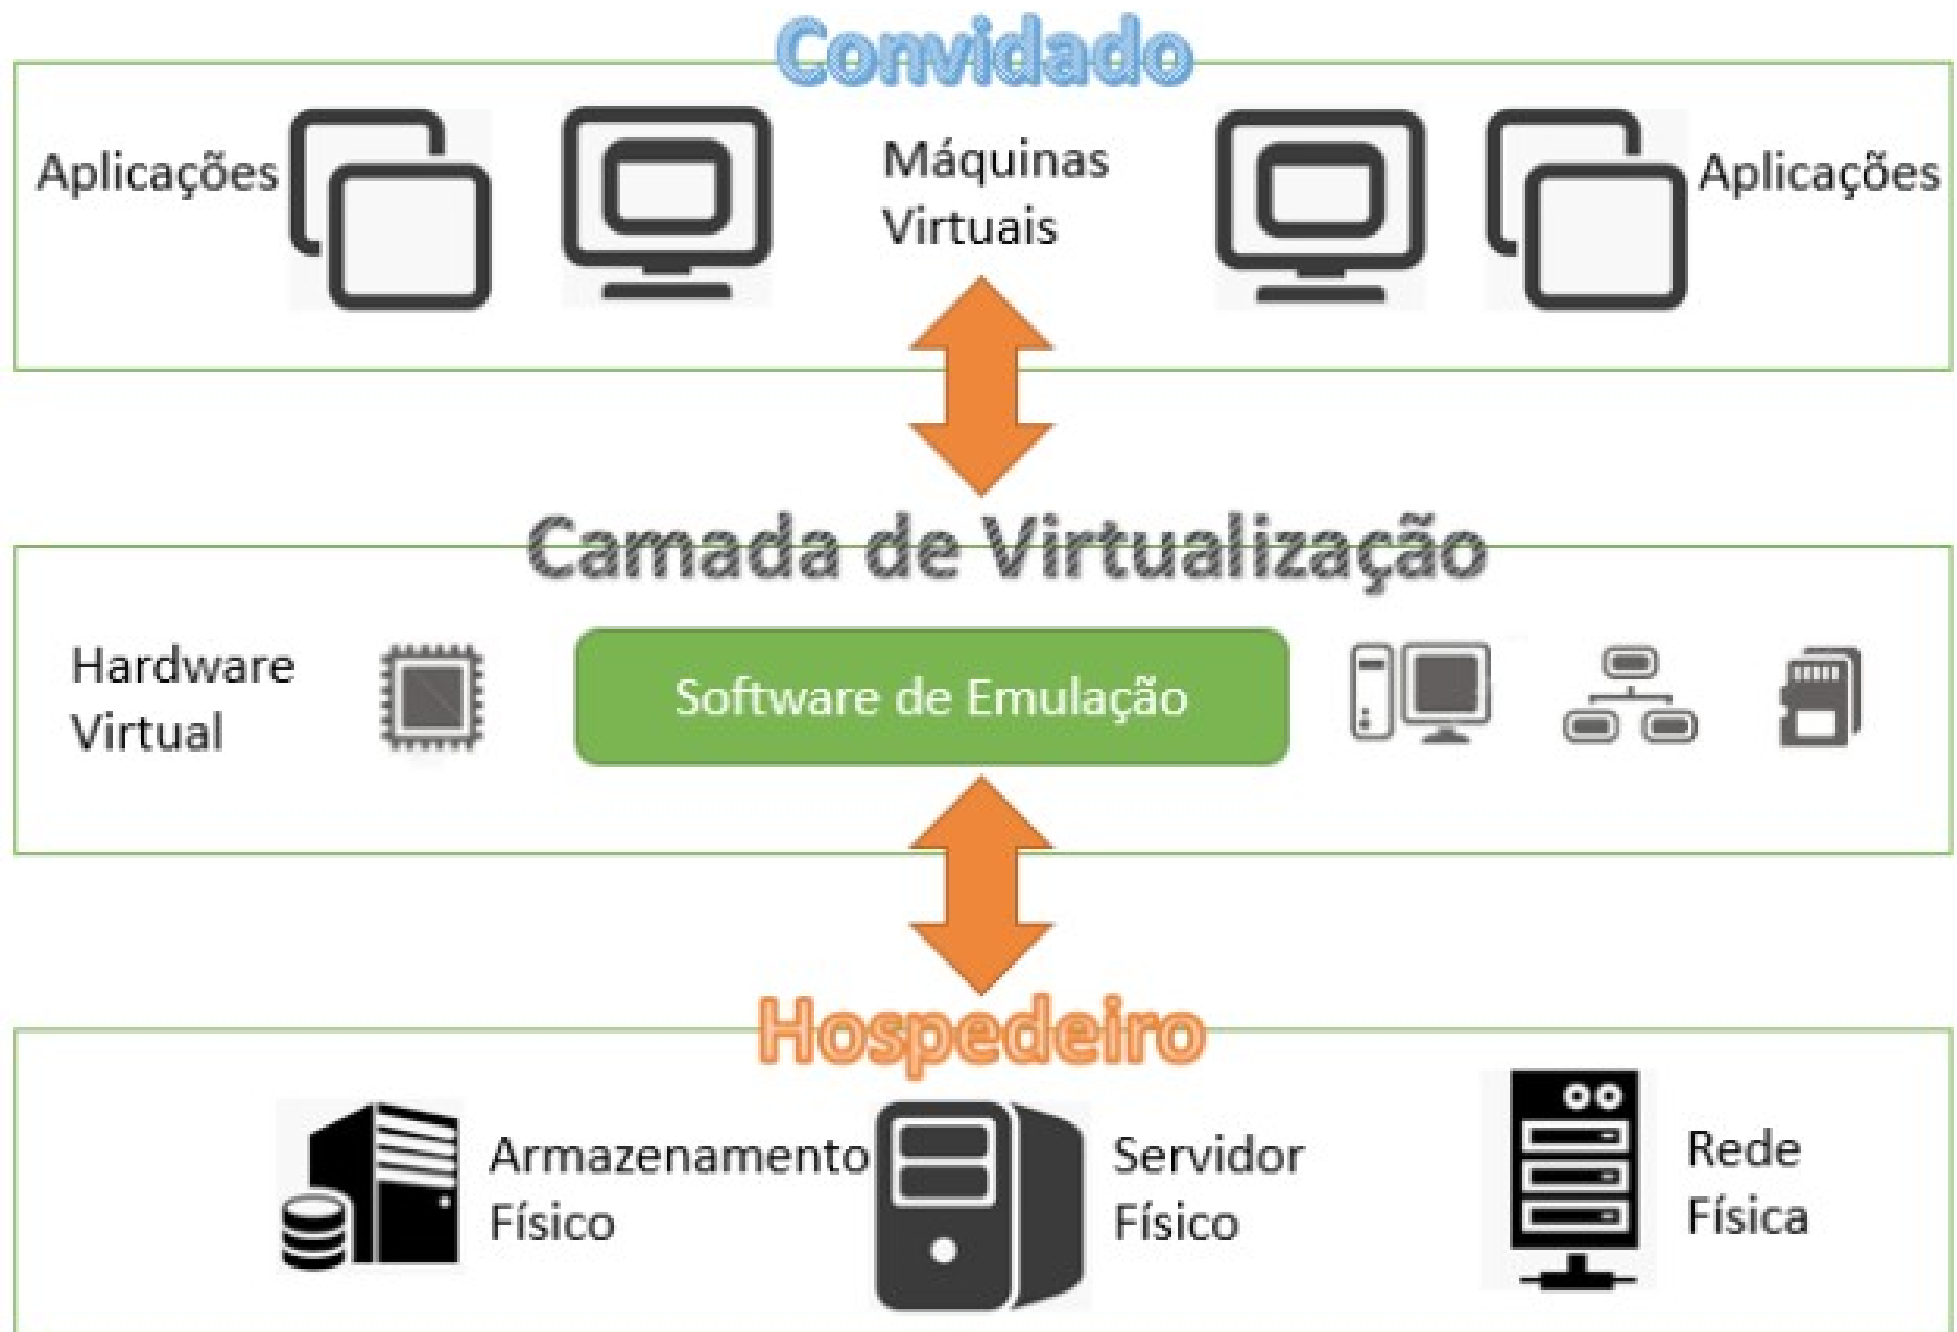 Convidado
Aplicações
Máquinas
Virtuais
Aplicações
Camada de Virtualização
Hardware
Virtual
Software de Emulação
Hospedeiro
Armazenamento
Físico
Servidor
Físico
Rede
Física